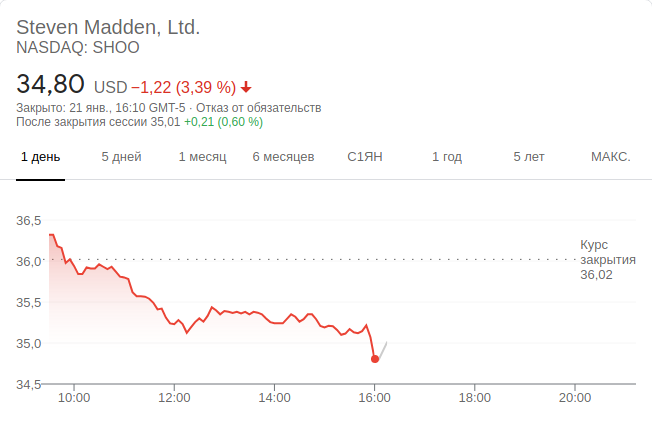 Steven Madden, Ltd.
NASDAQ: SHOO
34,80 USD −1,22 (3,39 %)
Закрыто: 21 янв., 16:10 GMT-5 · Отказ от обязательств
После закрытия сессии 35,01 +0,21 (0,60 %)
1 день 5 дней 1 месяц 6 месяцев С1ЯН 1 год 5 лет МАКС.
36,5
Курс
36,0 закрытия
36,02
35,5
35,0
34,5
10:00 12:00 14:00 16:00 18:00 20:00